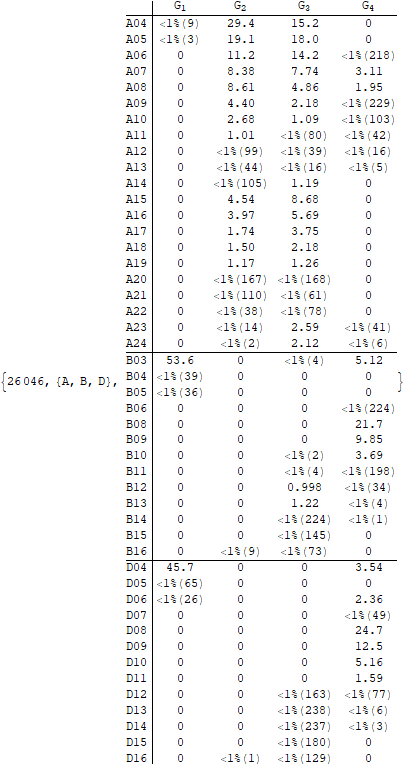 G1 G2 G3 G4
A04 <1%(9) 29.4 15.2 0
A05 <1%(3) 19.1 18.0 0
A06 0 11.2 14.2 <1%(218)
A07 0 8.38 7.74 3.11
A08 0 8.61 4.86 1.95
A09 0 4.40 2.18 <1%(229)
A10 0 2.68 1.09 <1%(103)
A11 0 1.01 <1%(80) <1%(42)
A12 0 <1%(99) <1%(39) <1%(16)
A13 0 <1%(44) <1%(16) <1%(5)
A14 0 <1%(105) 1.19 0
A15 0 4.54 8.68 0
A16 0 3.97 5.69 0
A17 0 1.74 3.75 0
A18 0 1.50 2.18 0
A19 0 1.17 1.26 0
A20 0 <1%(167) <1%(168) 0
A21 0 <1%(110) <1%(61) 0
A22 0 <1%(38) <1%(78) 0
A23 0 <1%(14) 2.59 <1%(41)
A24 0 <1%(2) 2.12 <1%(6)
B03 53.6 0 <1%(4) 5.12
{26046, {A, B, D}, B04 <1%(39) 0 0 0 }
B05 <1%(36) 0 0 0
B06 0 0 0 <1%(224)
B08 0 0 0 21.7
B09 0 0 0 9.85
B10 0 0 <1%(2) 3.69
B11 0 0 <1%(4) <1%(198)
B12 0 0 0.998 <1%(34)
B13 0 0 1.22 <1%(4)
B14 0 0 <1%(224) <1%(1)
B15 0 0 <1%(145) 0
B16 0 <1%(9) <1%(73) 0
D04 45.7 0 0 3.54
D05 <1%(65) 0 0 0
D06 <1%(26) 0 0 2.36
D07 0 0 0 <1%(49)
D08 0 0 0 24.7
D09 0 0 0 12.5
D10 0 0 0 5.16
D11 0 0 0 1.59
D12 0 0 <1%(163) <1%(77)
D13 0 0 <1%(238) <1%(6)
D14 0 0 <1%(237) <1%(3)
D15 0 0 <1%(180) 0
D16 0 <1%(1) <1%(129) 0